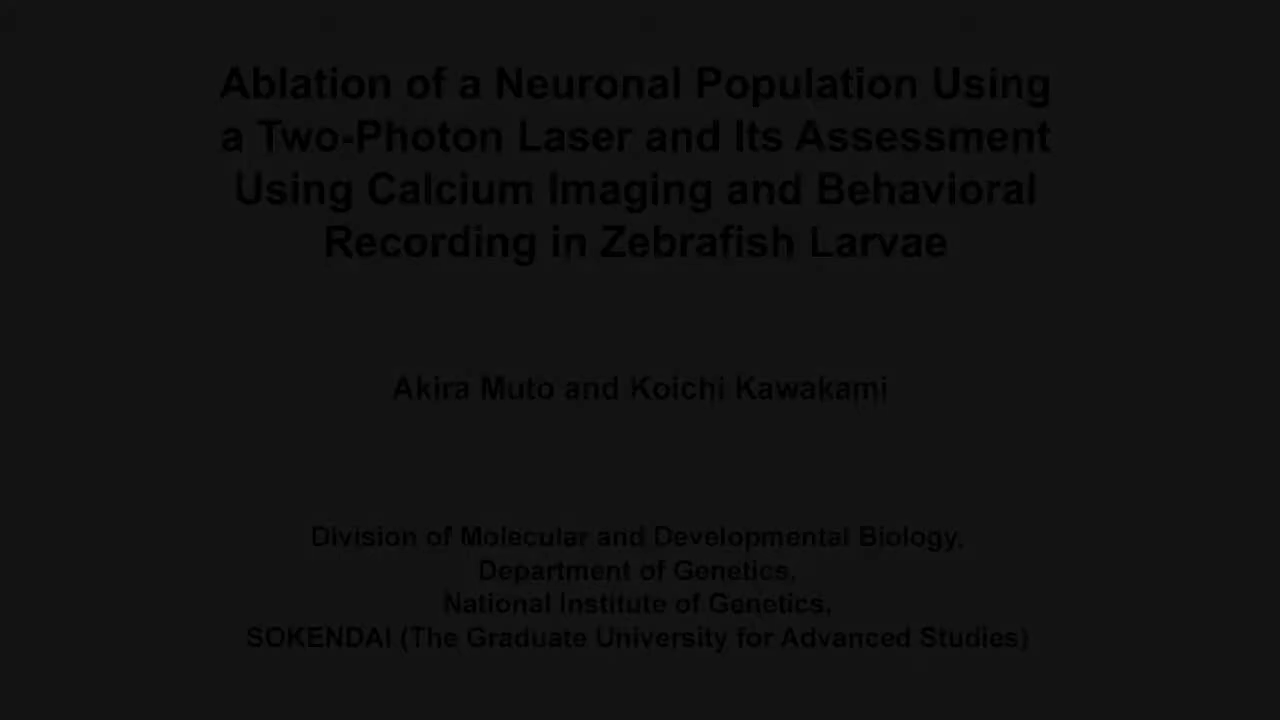 Ablation of a Neuronal Population Using
a Two-Photon Laser and Its Assessment
Using Calcium Imaging and Behavioral
Recording in Zebrafish Larvae
Akira Muto and Koichi Kawakami
Division of Molecular and Developmental Biology,
Department of Genetics,
National Institute of Genetics,
SOKENDAI (The Graduate University for Advanced Studies)